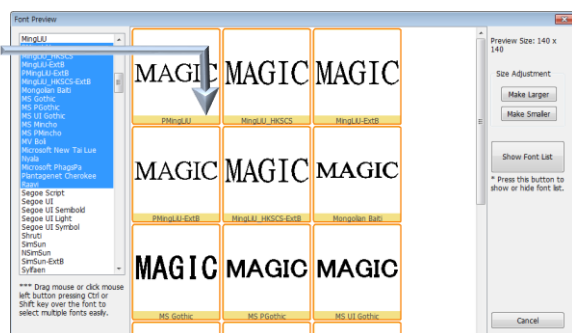 Font Preview
MingLiU
MingLiU_HKSCS
MingLiU-ExtB
PMingLiU-ExtB
MingLiU_HKSCS-ExtB
Mongolian Baiti
MS Gothic
MS PGothic
MS UI Gothic
MS Mincho
MS PMincho
MV Boli
Microsoft New Tai Lue
Nyala
Microsoft PhagsPa
Plantagenet Cherokee
Raavi
Segoe Script
Segoe UI
Segoe UI Semibold
Segoe UI Light
Segoe UI Symbol
Shruti
SimSun
NSimSun
SimSun-ExtB
Sylfaen
*** Drag mouse or click mouse
left button pressing Ctrl or
Shift key over the font to
select multiple fonts easily.
MAGIC MAGIC MAGIC
PMingLiU MingLiU_HKSCS MingLiU-ExtB
MAGIC MAGIC MAGIC
PMingLiU-ExtB MingLiU_HKSCS-ExtB Mongolian Baiti
MAGIC MAGIC MAGIC
MS Gothic MS PGothic MS UI Gothic
Preview Size: 140 x
140
Size Adjustment
Make Larger
Make Smaller
Show Font List
* Press this button to
show or hide font list.
Cancel